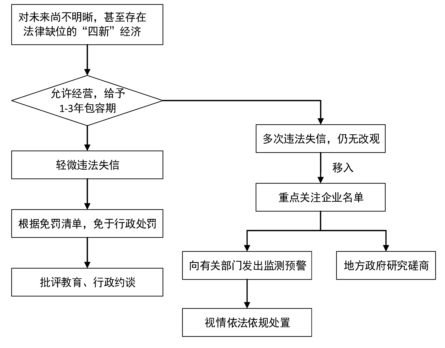 对未来尚不明晰，甚至存在
法律缺位的“四新”经济
允许经营，给予
1-3年包容期
轻微违法失信
根据免罚清单，免于行政处罚
批评教育、行政约谈
多次违法失信，仍无改观
移入
重点关注企业名单
向有关部门发出监测预警
地方政府研究磋商
视情依法依规处置